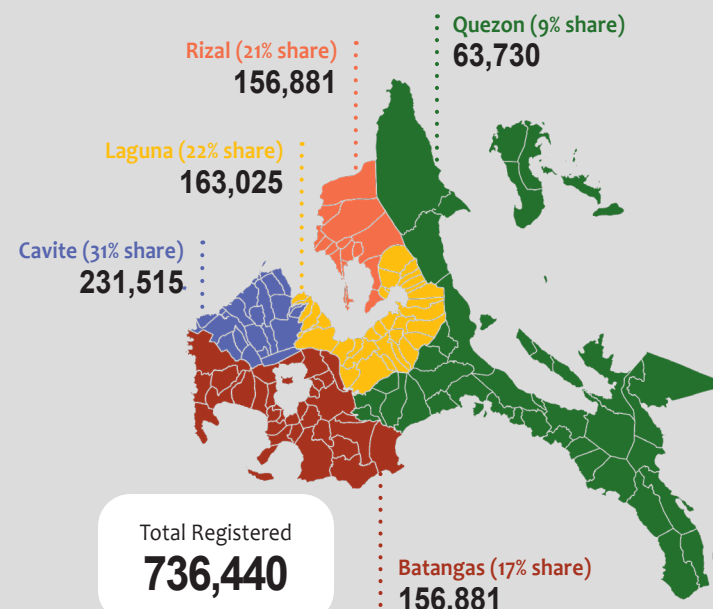 Quezon (9% share)
63,730
Rizal (21% share)
156,881
Laguna (22% share)
163,025
Cavite (31% share)
231,515
Total Registered
736,440
Batangas (17% share)
156,881